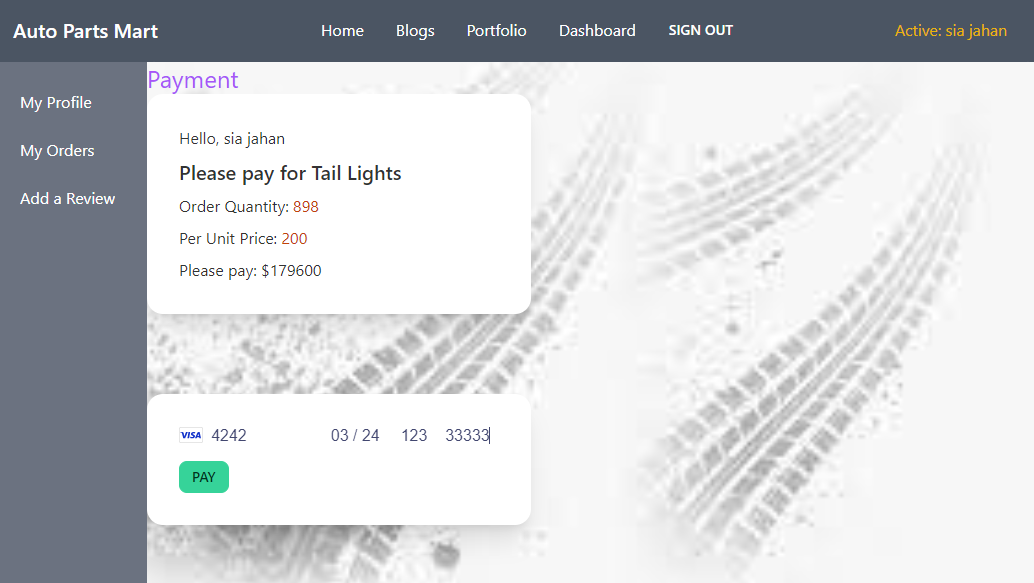 Auto Parts Mart Home Blogs Portfolio Dashboard SIGN OUT Active: sia jahan
My Profile
My Orders
Add a Review
Payment
Hello, sia jahan
Please pay for Tail Lights
Order Quantity: 898
Per Unit Price: 200
Please pay: $179600
VISA 4242 03 / 24 123 33333
PAY